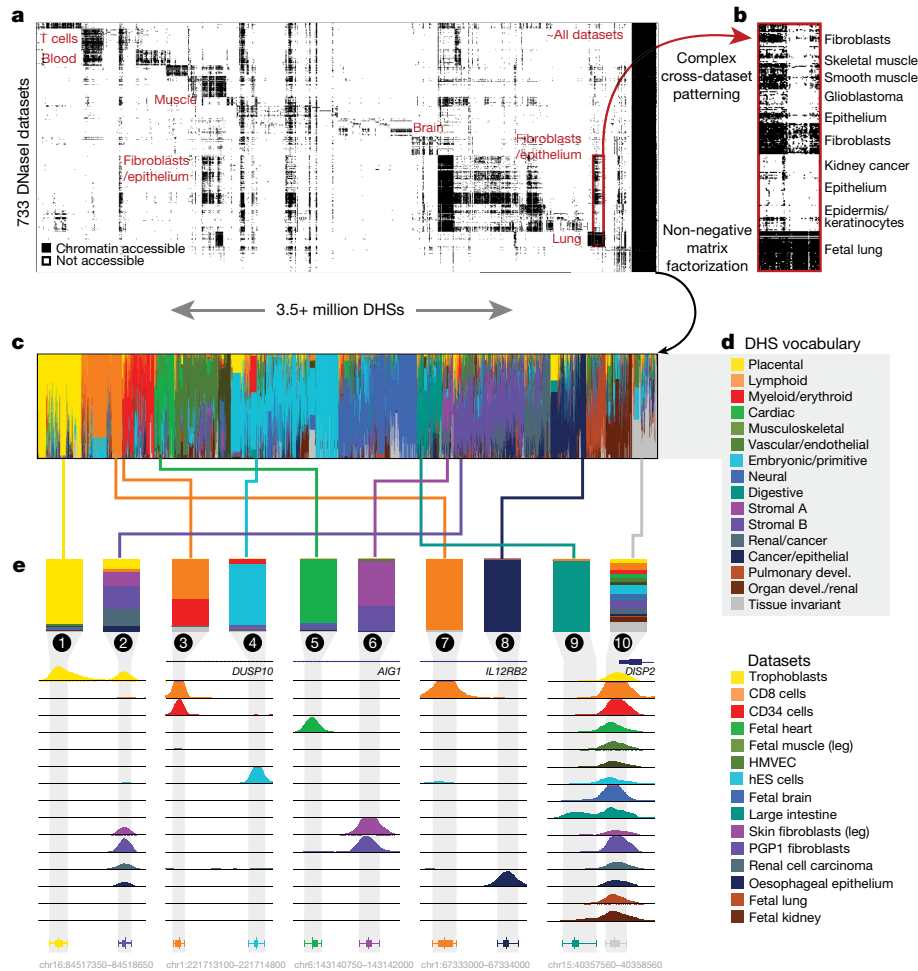 a
b
733 DNaseI datasets
T cells
Blood
Muscle
Fibroblasts
/epithelium
Brain
Fibroblasts
/epithelium
~All datasets
Lung
Chromatin accessible
Not accessible
Complex
cross-dataset
patterning
Non-negative
matrix
factorization
Fibroblasts
Skeletal muscle
Smooth muscle
Glioblastoma
Epithelium
Fibroblasts
Kidney cancer
Epithelium
Epidermis/
keratinocytes
Fetal lung
3.5+ million DHSs
c
d DHS vocabulary
Placental
Lymphoid
Myeloid/erythroid
Cardiac
Musculoskeletal
Vascular/endothelial
Embryonic/primitive
Neural
Digestive
Stromal A
Stromal B
Renal/cancer
Cancer/epithelial
Pulmonary devel.
Organ devel./renal
Tissue invariant
e
1 2 3 4 5 6 7 8 9 10
DUSP10 AIG1 IL12RB2 DISP2
Datasets
Trophoblasts
CD8 cells
CD34 cells
Fetal heart
Fetal muscle (leg)
HMVEC
hES cells
Fetal brain
Large intestine
Skin fibroblasts (leg)
PGP1 fibroblasts
Renal cell carcinoma
Oesophageal epithelium
Fetal lung
Fetal kidney
chr16:84517350–84518650 chr1:221713100–221714800 chr6:143140750–143142000 chr1:67333000–67334000 chr15:40357560–40358560